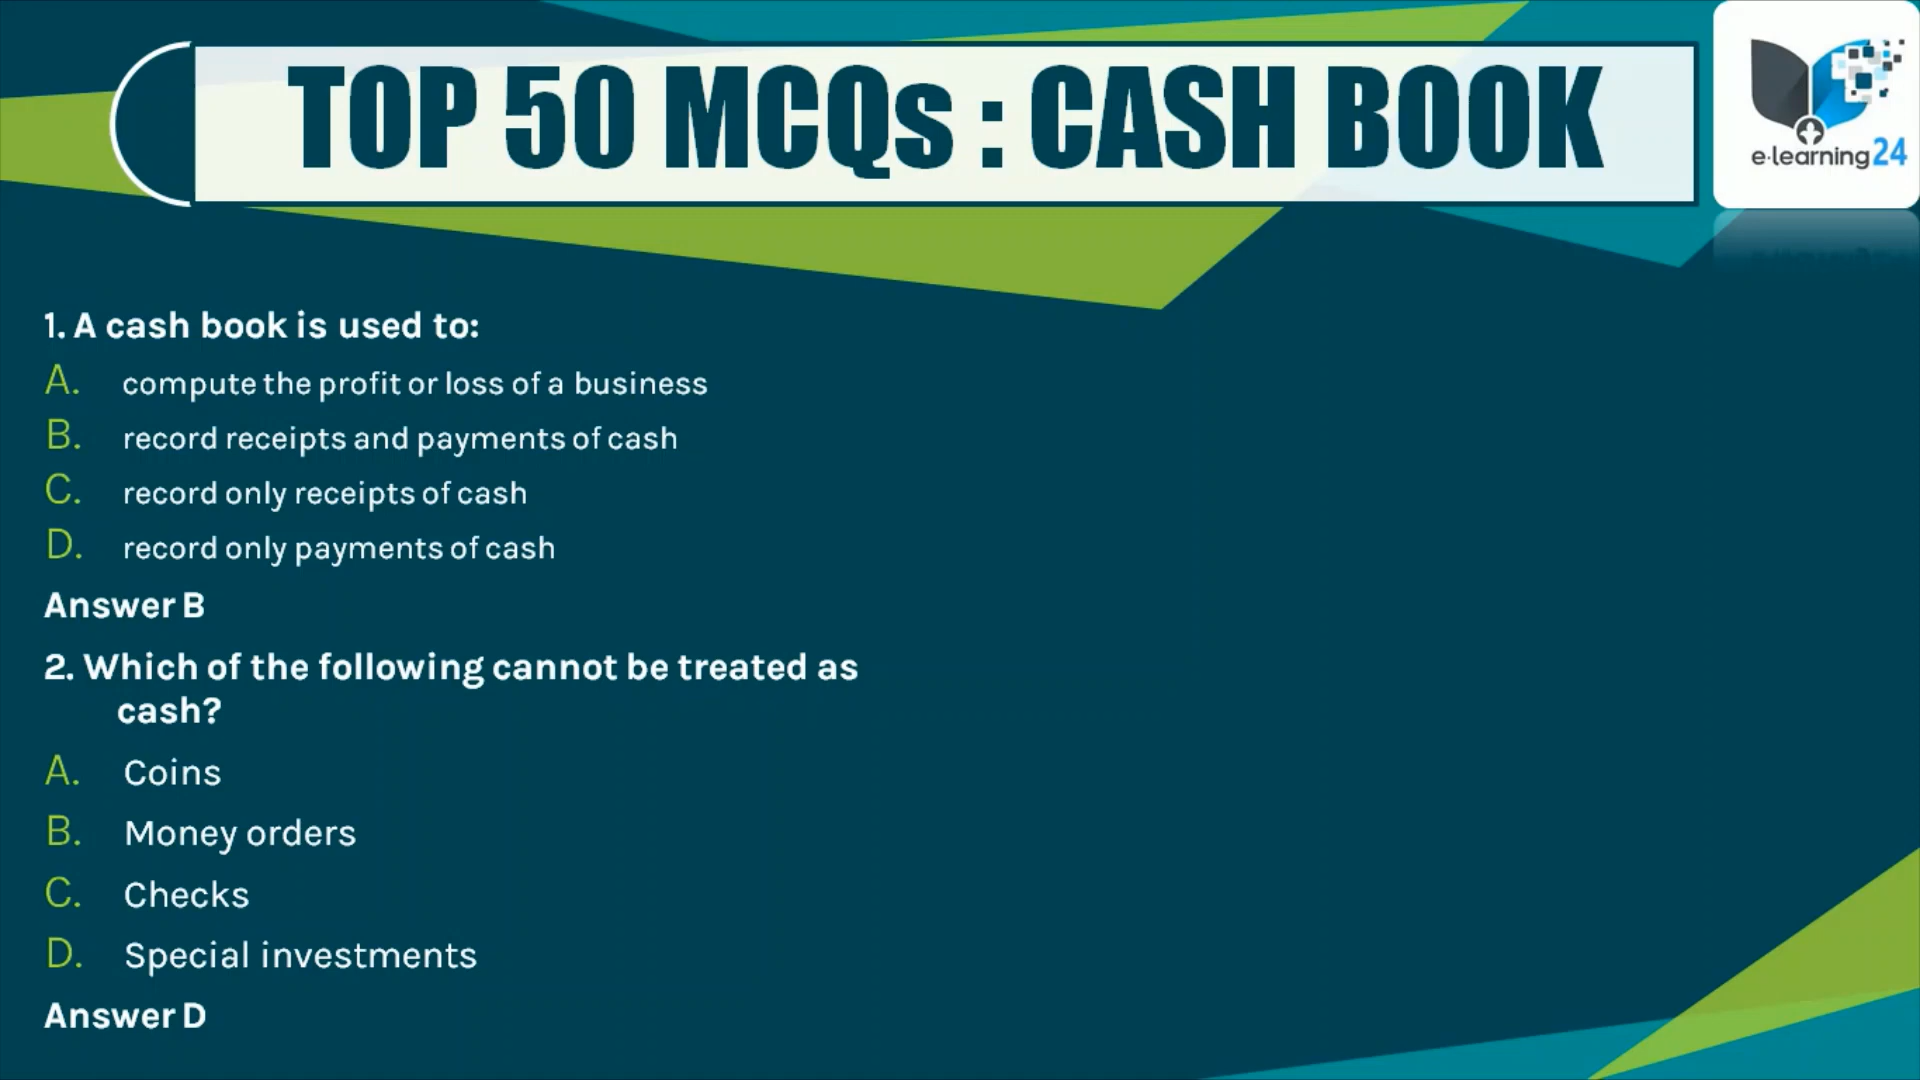 TOP 50 MCQs : CASH BOOK
e-learning24
1. A cash book is used to:
A. compute the profit or loss of a business
B. record receipts and payments of cash
C. record only receipts of cash
D. record only payments of cash
Answer B
2. Which of the following cannot be treated as
cash?
A. Coins
B. Money orders
C. Checks
D. Special investments
Answer D